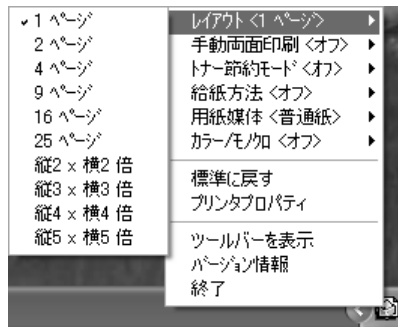 ✓1 ページ
2 ページ
4 ページ
9 ページ
16 ページ
25 ページ
縦2 x 横2 倍
縦3 x 横3 倍
縦4 x 横4 倍
縦5 x 横5 倍
レイアウト <1 ページ>
手動両面印刷 <オフ>
トナー節約モード <オフ>
給紙方法 <オフ>
用紙媒体 <普通紙>
カラー/モノクロ <オフ>
標準に戻す
プリンタプロパティ
ツールバーを表示
バージョン情報
終了